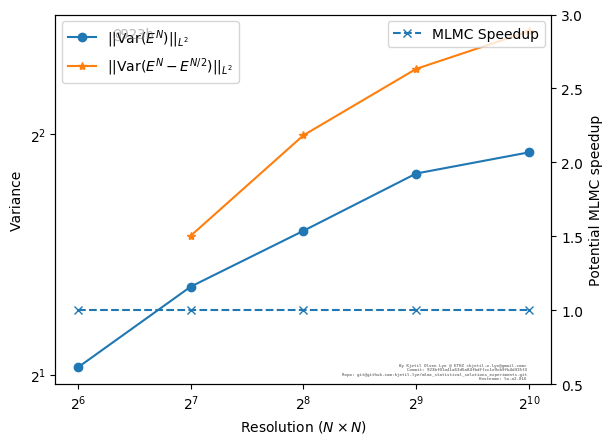 ||Var(E^N)||_{L^2}
||Var(E^N − E^{N/2})||_{L^2}
MLMC Speedup
3.0
2.5
2^2
2.0
Variance
Potential MLMC speedup
1.5
1.0
2^1
0.5
2^6
2^7
2^8
2^9
2^10
Resolution (N × N)